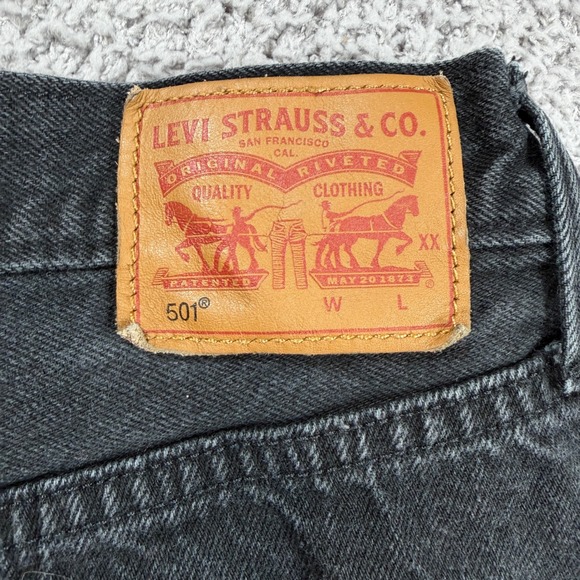 LEVI STRAUSS & CO.
SAN FRANCISCO
CAL.
ORIGINAL RIVETED
QUALITY CLOTHING
XX
PATENTED MAY 20 1873
®
501® W L